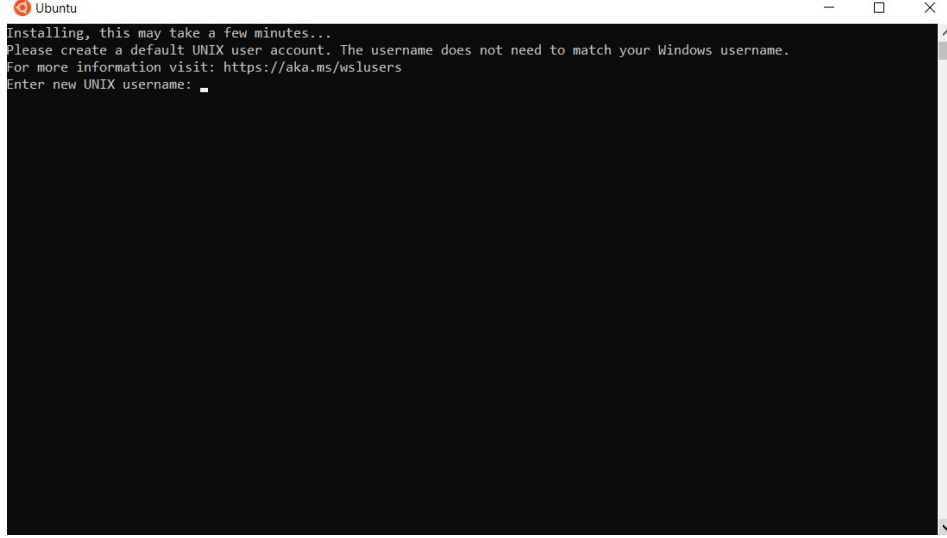 Ubuntu
Installing, this may take a few minutes...
Please create a default UNIX user account. The username does not need to match your Windows username.
For more information visit: https://aka.ms/wslusers
Enter new UNIX username: